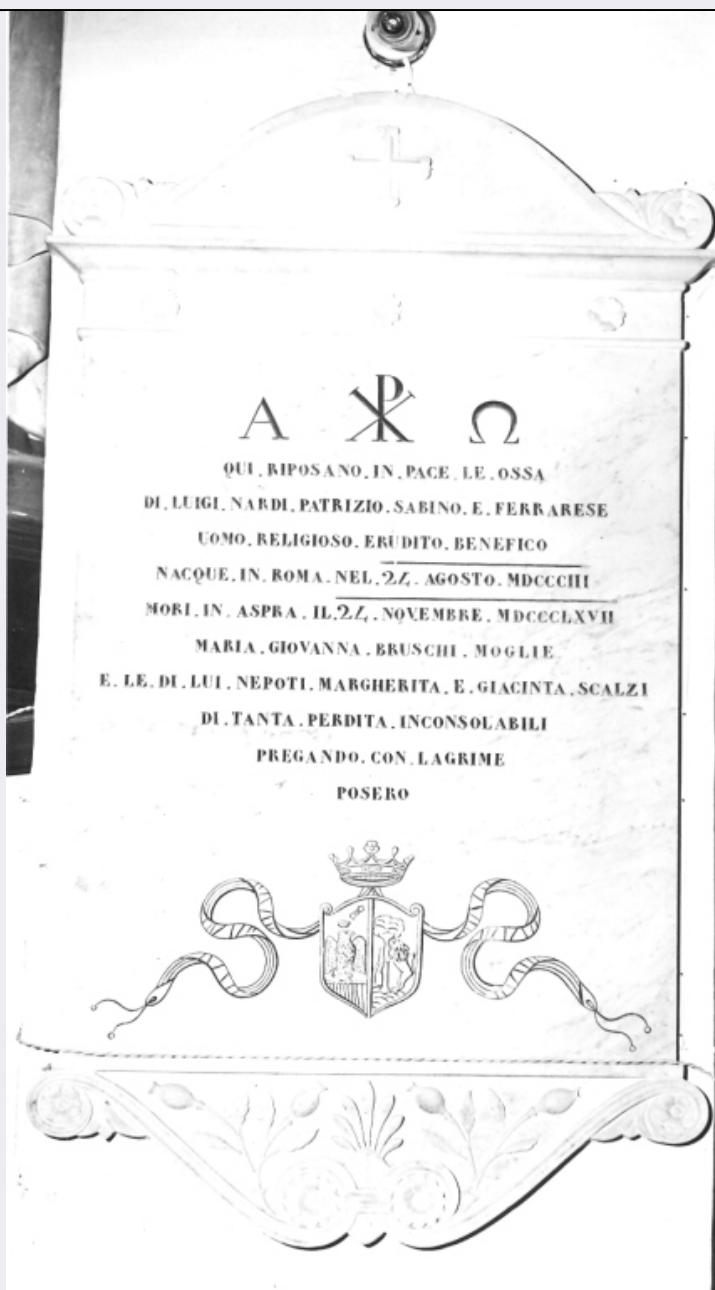 Α ☧ Ω
QUI.RIPOSANO.IN.PACE.LE.OSSA
DI.LUIGI.NARDI.PATRIZIO.SABINO.E.FERRARESE
UOMO.RELIGIOSO.ERUDITO.BENEFICO
NACQUE.IN.ROMA.NEL.24.AGOSTO.MDCCCIII
MORI.IN.ASPRA.IL.24.NOVEMBRE.MDCCCLXVII
MARIA.GIOVANNA.BRUSCHI.MOGLIE
E.LE.DI.LUI.NEPOTI.MARGHERITA.E.GIACINTA.SCALZI
DI.TANTA.PERDITA.INCONSOLABILI
PREGANDO.CON.LAGRIME
POSERO